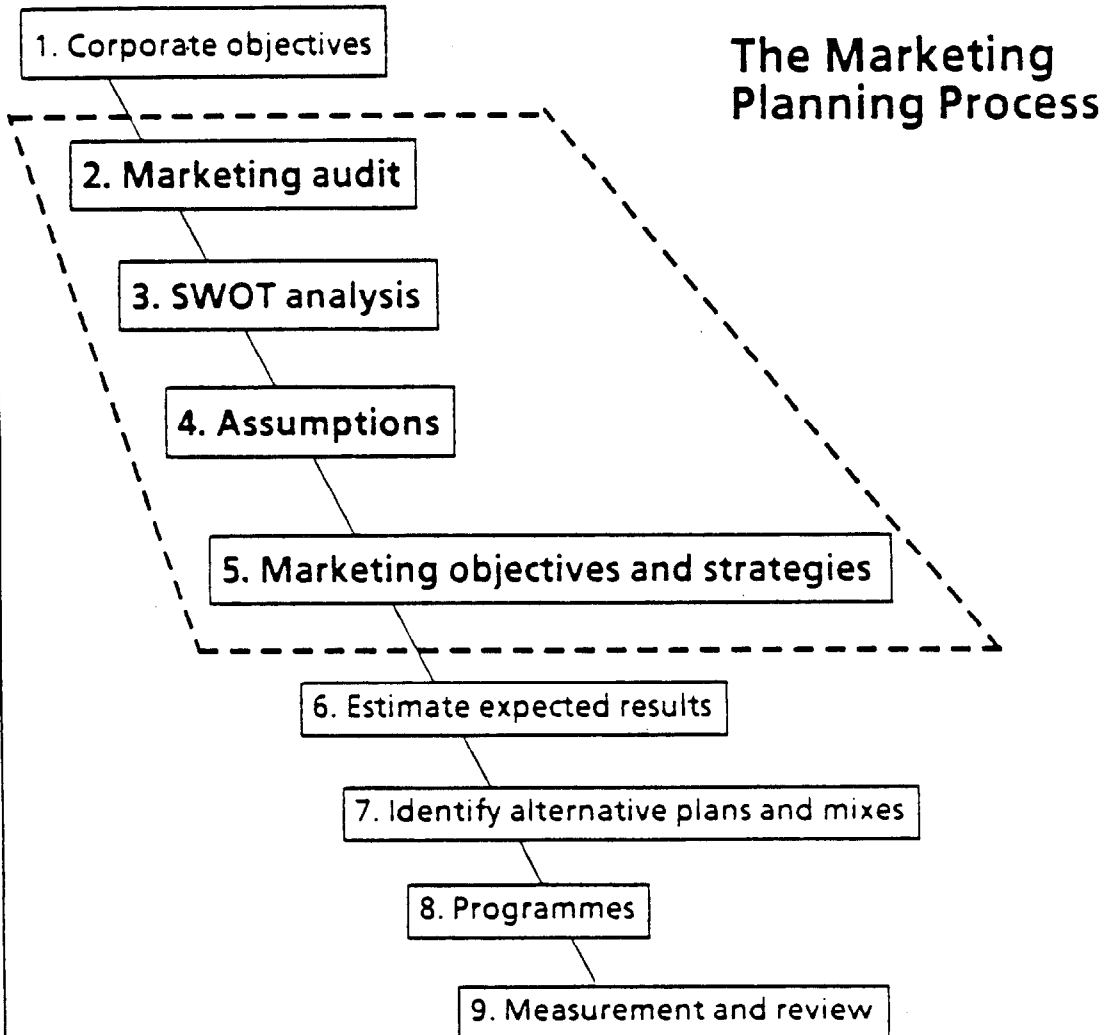 The Marketing
Planning Process
1. Corporate objectives
2. Marketing audit
3. SWOT analysis
4. Assumptions
5. Marketing objectives and strategies
6. Estimate expected results
7. Identify alternative plans and mixes
8. Programmes
9. Measurement and review